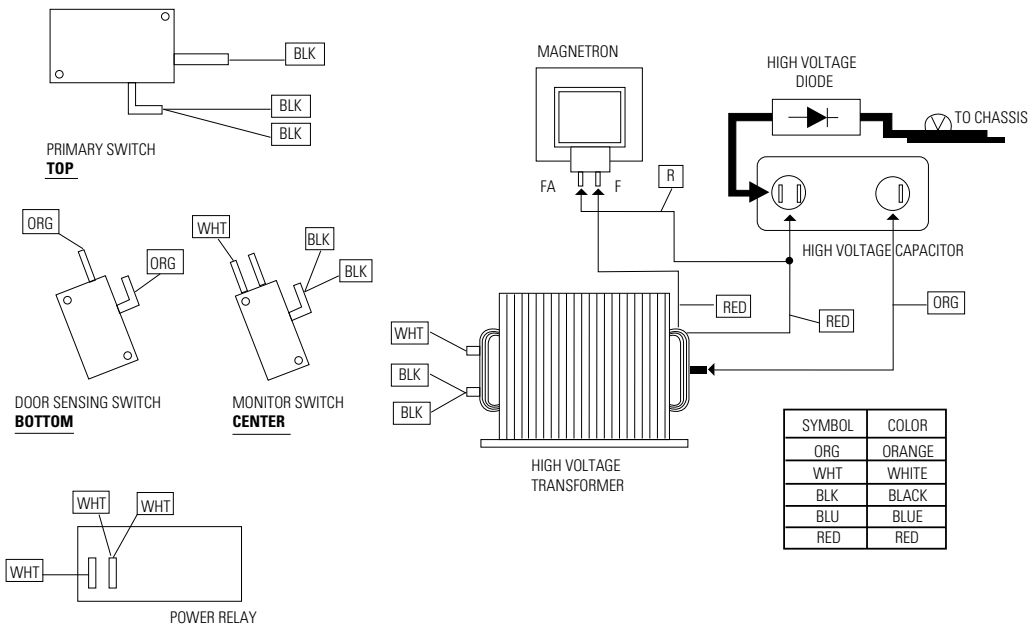 BLK
BLK
BLK
PRIMARY SWITCH
TOP
MAGNETRON
FA
F
R
HIGH VOLTAGE
DIODE
TO CHASSIS
HIGH VOLTAGE CAPACITOR
ORG
ORG
DOOR SENSING SWITCH
BOTTOM
WHT
BLK
BLK
MONITOR SWITCH
CENTER
WHT
BLK
BLK
RED
RED
ORG
HIGH VOLTAGE
TRANSFORMER
SYMBOL COLOR
ORG ORANGE
WHT WHITE
BLK BLACK
BLU BLUE
RED RED
WHT
WHT
WHT
POWER RELAY